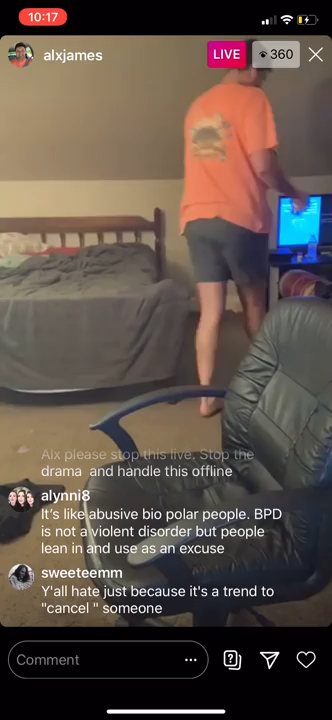 10:17
alxjames
LIVE
360
Alx please stop this live. Stop the
drama and handle this offline
alynni8
It's like abusive bio polar people. BPD
is not a violent disorder but people
lean in and use as an excuse
sweeteemm
Y'all hate just because it's a trend to
"cancel " someone
Comment